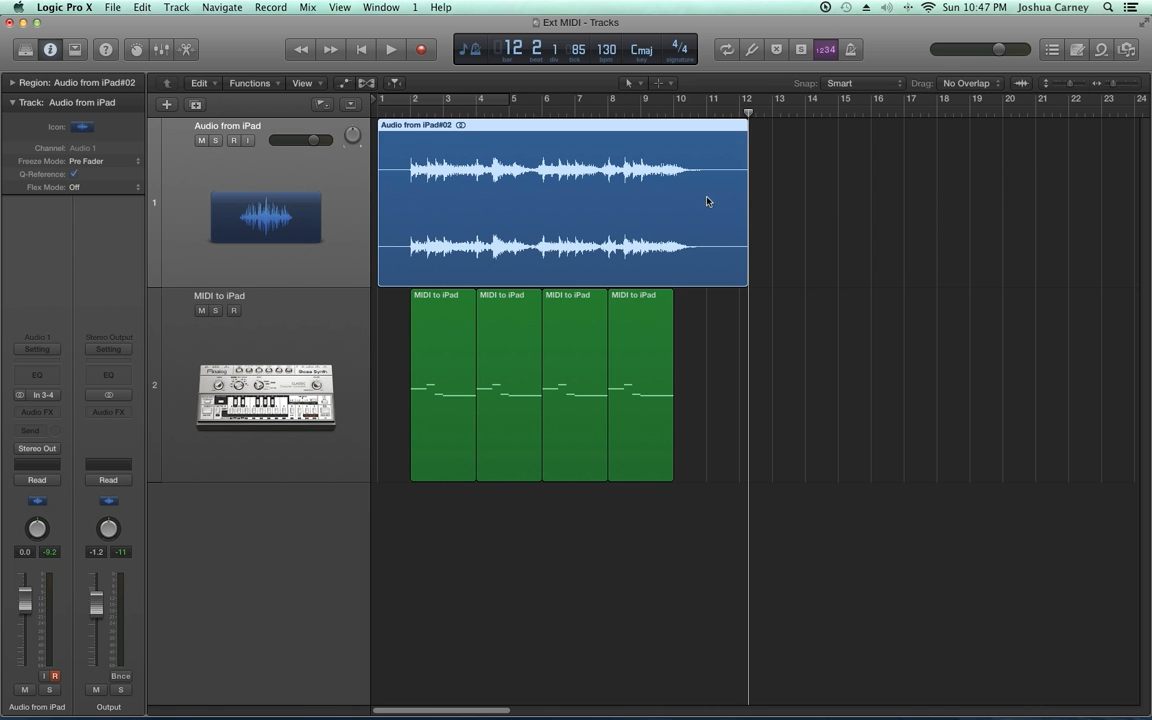 Logic Pro X File Edit Track Navigate Record Mix View Window 1 Help Sun 10:47 PM Joshua Carney
Ext MIDI - Tracks
12 2 1 85 130 Cmaj 4/4
bar beat div tick bpm key signature
1234
Region: Audio from iPad#02
Edit Functions View Snap: Smart Drag: No Overlap
Track: Audio from iPad
1 2 3 4 5 6 7 8 9 10 11 12 13 14 15 16 17 18 19 20 21 22 23 24
Icon:
Channel: Audio 1
Freeze Mode: Pre Fader
Q-Reference:
Flex Mode: Off
Audio from iPad
M S R I
1
Audio from iPad#02
MIDI to iPad
M S R
2
MIDI to iPad MIDI to iPad MIDI to iPad MIDI to iPad
Audio 1 Stereo Output
Setting Setting
EQ EQ
In 3-4
Audio FX Audio FX
Send
Stereo Out
Read Read
0.0 -9.2 -1.2 -11
I R Bnce
M S M S
Audio from iPad Output